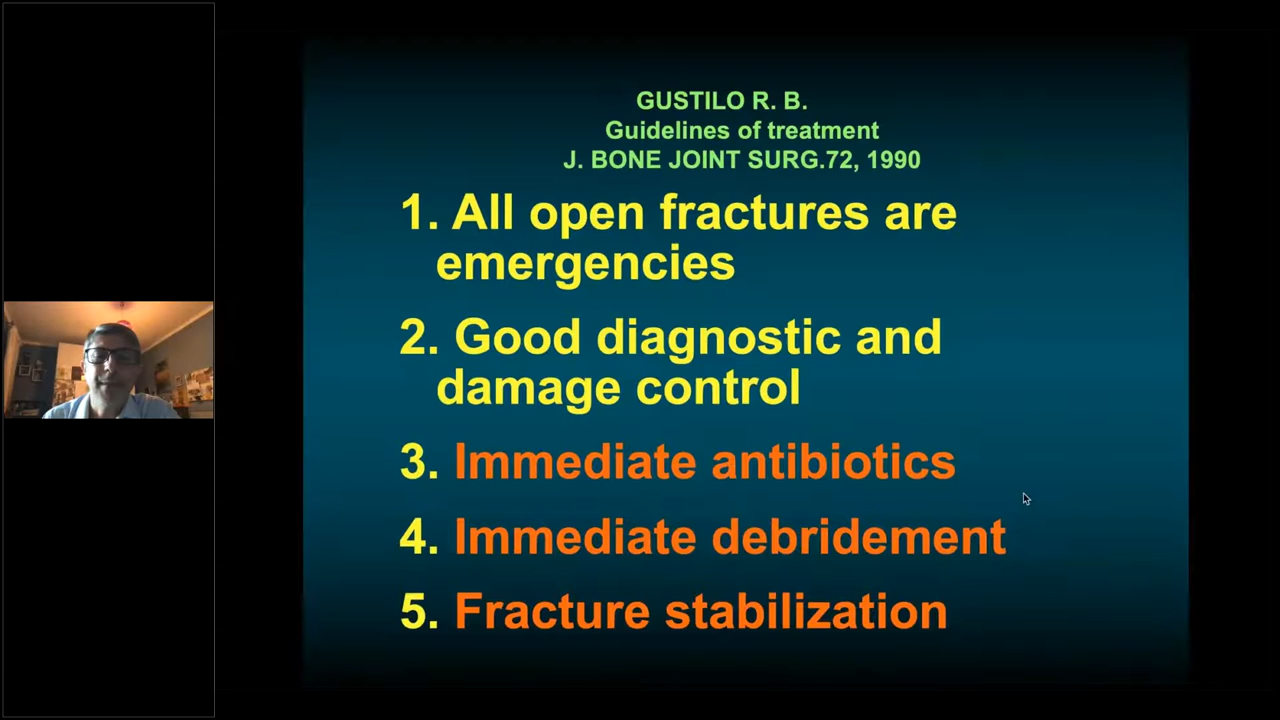 GUSTILO R. B.
Guidelines of treatment
J. BONE JOINT SURG.72, 1990
1. All open fractures are
emergencies
2. Good diagnostic and
damage control
3. Immediate antibiotics
4. Immediate debridement
5. Fracture stabilization